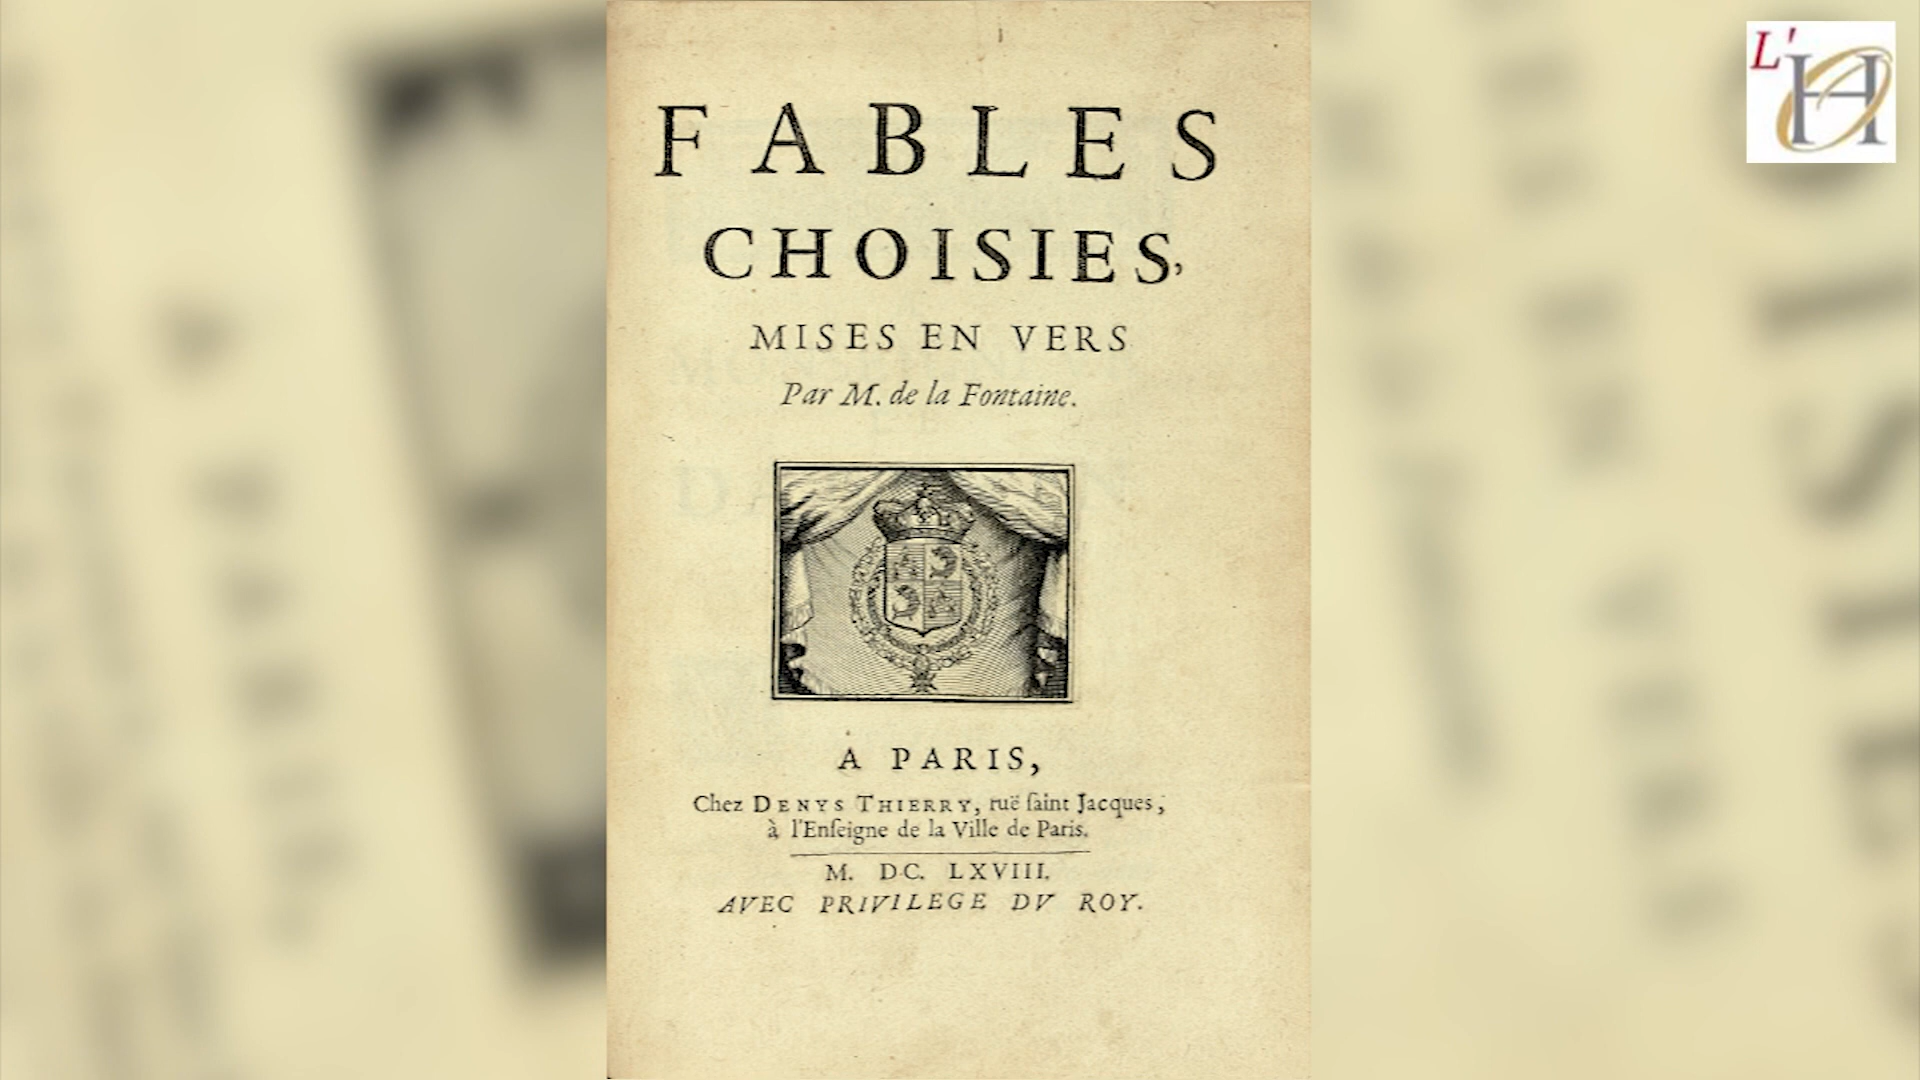 L'H
FABLES
CHOISIES,
MISES EN VERS
Par M. de la Fontaine.
A PARIS,
Chez DENYS THIERRY, ruë ſaint Jacques,
à l'Enſeigne de la Ville de Paris.
M. DC. LXVIII.
AVEC PRIVILEGE DV ROY.